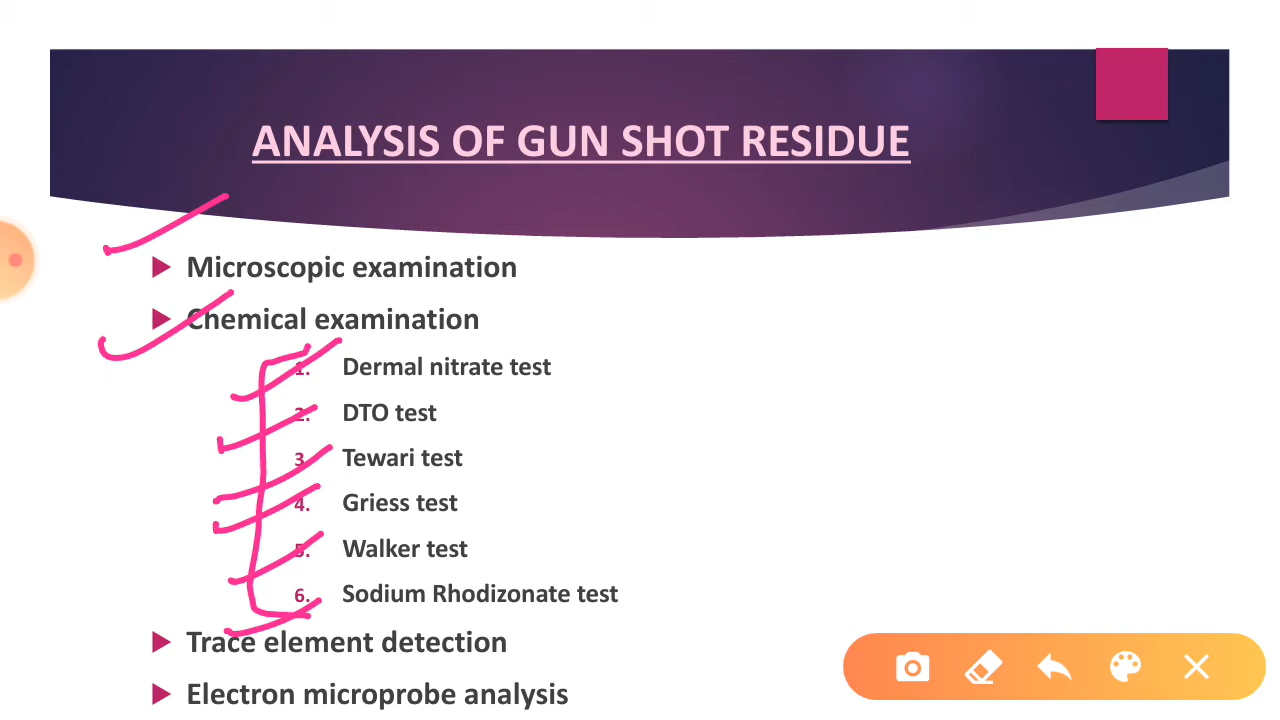 ANALYSIS OF GUN SHOT RESIDUE
Microscopic examination
Chemical examination
1. Dermal nitrate test
2. DTO test
3. Tewari test
4. Griess test
5. Walker test
6. Sodium Rhodizonate test
Trace element detection
Electron microprobe analysis